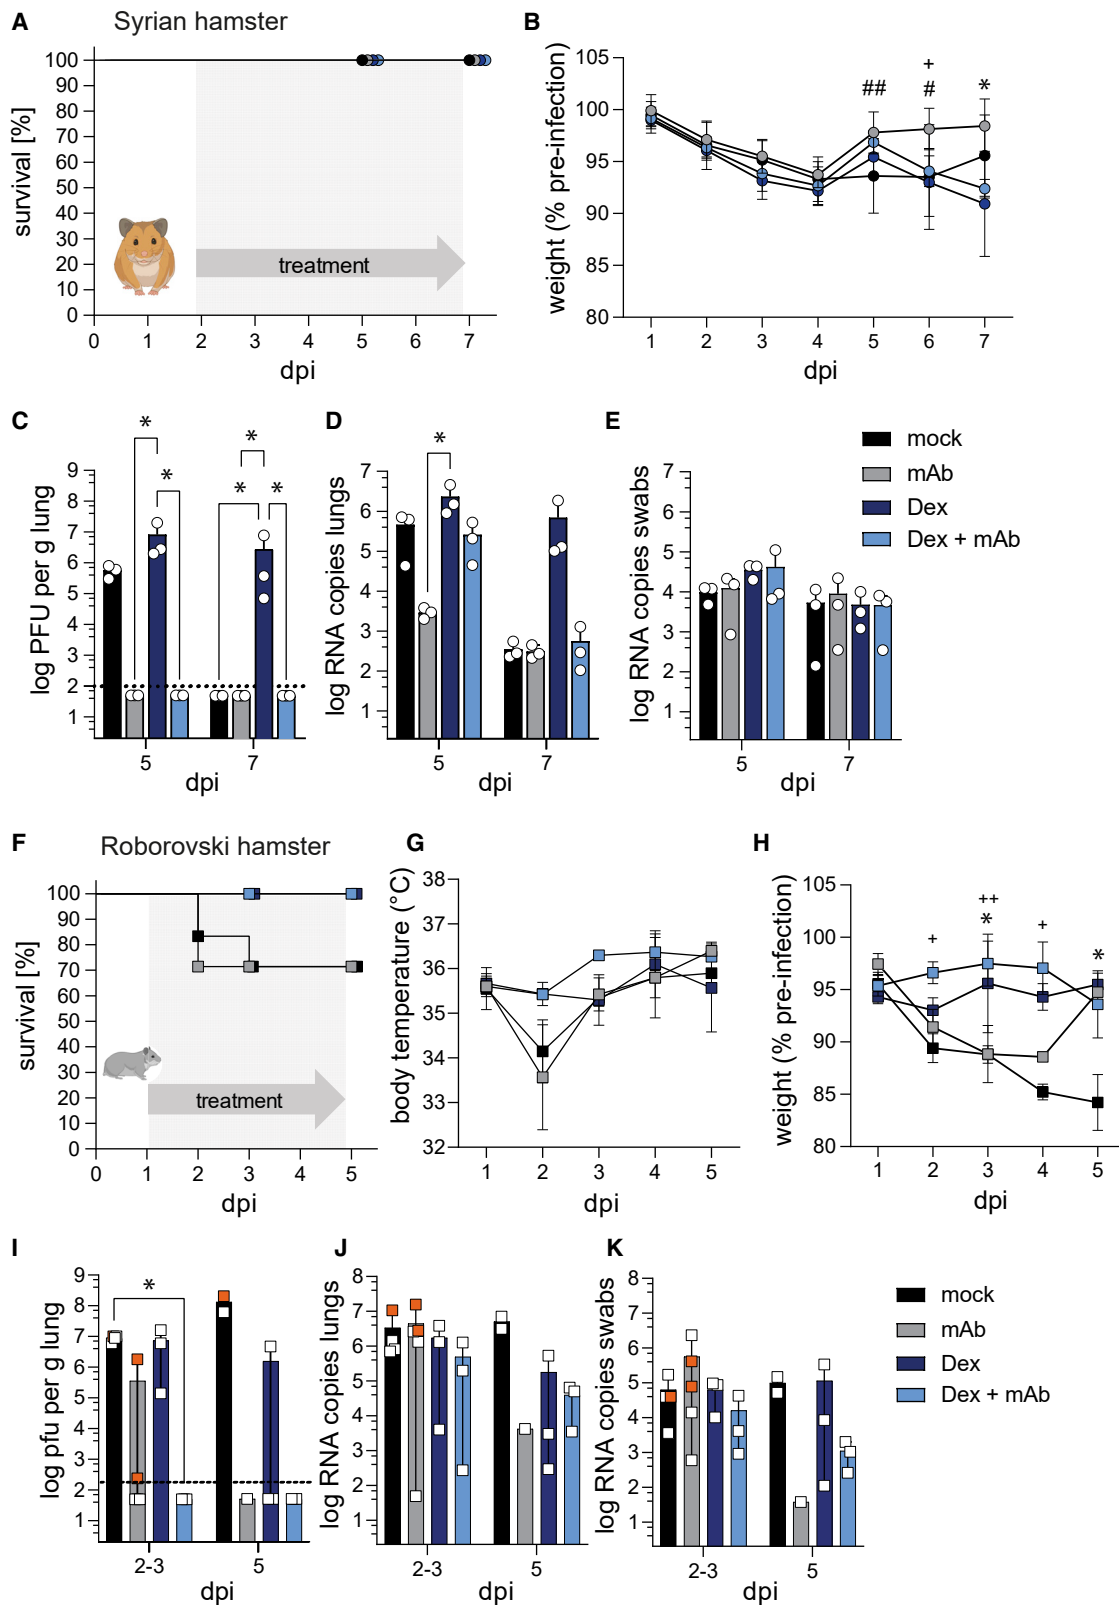 A
Syrian hamster
survival [%]
100
90
80
70
60
50
40
30
20
10
0
treatment
0 1 2 3 4 5 6 7
dpi
B
weight (% pre-infection)
105
100
95
90
85
80
##
+
#
*
1 2 3 4 5 6 7
dpi
C
log PFU per g lung
9
8
7
6
5
4
3
2
1
* * * * *
5 7
dpi
D
log RNA copies lungs
7
6
5
4
3
2
1
*
5 7
dpi
E
log RNA copies swabs
7
6
5
4
3
2
1
5 7
dpi
mock
mAb
Dex
Dex + mAb
F
Roborovski hamster
survival [%]
100
90
80
70
60
50
40
30
20
10
0
treatment
0 1 2 3 4 5
dpi
G
body temperature (°C)
38
37
36
35
34
33
32
1 2 3 4 5
dpi
H
weight (% pre-infection)
105
100
95
90
85
80
+
++
*
+
*
1 2 3 4 5
dpi
I
log pfu per g lung
9
8
7
6
5
4
3
2
1
*
2-3 5
dpi
J
log RNA copies lungs
8
7
6
5
4
3
2
1
2-3 5
dpi
K
log RNA copies swabs
8
7
6
5
4
3
2
1
2-3 5
dpi
mock
mAb
Dex
Dex + mAb